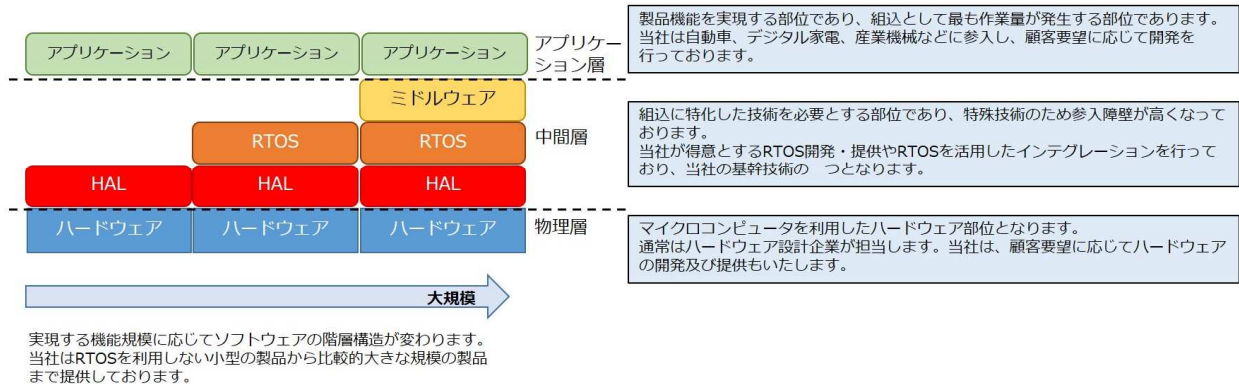 アプリケーション
アプリケーション
アプリケーション
アプリケー
ション層
ミドルウェア
RTOS
RTOS
中間層
HAL
HAL
HAL
ハードウェア
ハードウェア
ハードウェア
物理層
大規模
実現する機能規模に応じてソフトウェアの階層構造が変わります。
当社はRTOSを利用しない小型の製品から比較的大きな規模の製品
まで提供しております。
製品機能を実現する部位であり、組込として最も作業量が発生する部位であります。
当社は自動車、デジタル家電、産業機械などに参入し、顧客要望に応じて開発を
行っております。
組込に特化した技術を必要とする部位であり、特殊技術のため参入障壁が高くなって
おります。
当社が得意とするRTOS開発・提供やRTOSを活用したインテグレーションを行って
おり、当社の基幹技術の　つとなります。
マイクロコンピュータを利用したハードウェア部位となります。
通常はハードウェア設計企業が担当します。当社は、顧客要望に応じてハードウェア
の開発及び提供もいたします。